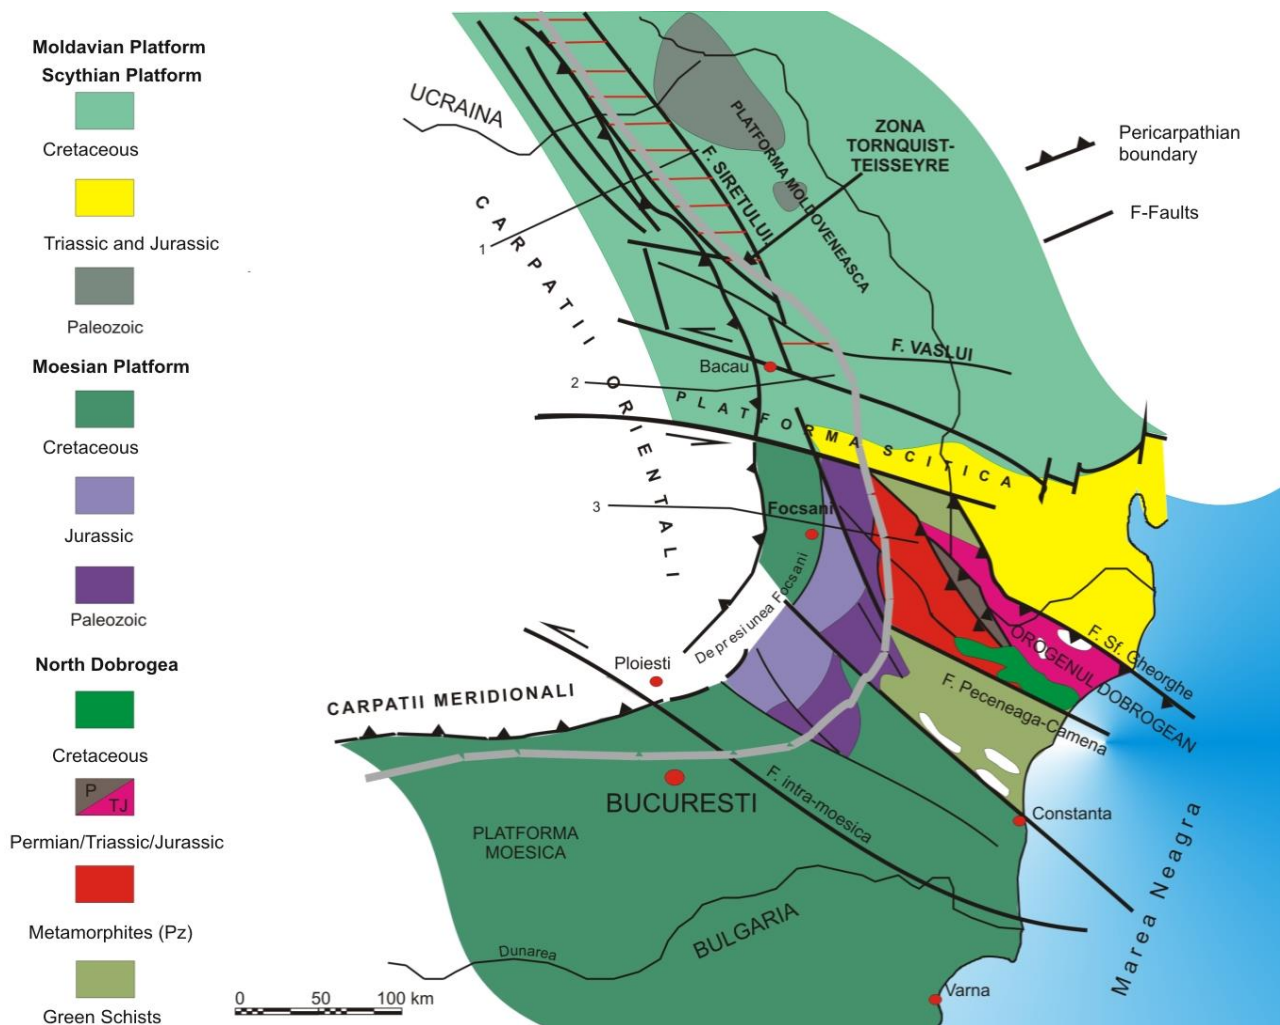 Moldavian Platform
Scythian Platform
Cretaceous
Triassic and Jurassic
Paleozoic
Moesian Platform
Cretaceous
Jurassic
Paleozoic
North Dobrogea
Cretaceous
P
TJ
Permian/Triassic/Jurassic
Metamorphites (Pz)
Green Schists
UCRAINA
PLATFORMA MOLDOVENEASCA
ZONA
TORNQUIST-
TEISSEYRE
Pericarpathian
boundary
F-Faults
F. SIRETULUI
CARPATII ORIENTALI
1
F. VASLUI
Bacau
2
PLATFORMA SCITICA
3
Focsani
Depresiunea Focsani
Ploiesti
CARPATII MERIDIONALI
F. Sf. Gheorghe
OROGENUL DOBROGEAN
F. Peceneaga-Camena
BUCURESTI
F. intra-moesica
Constanta
PLATFORMA
MOESICA
Marea Neagra
BULGARIA
Dunarea
Varna
0 50 100 km